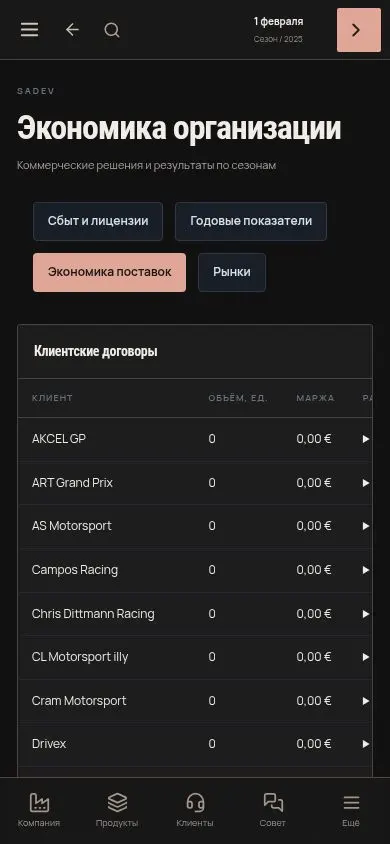 1 февраля
Сезон / 2025
SADEV
Экономика организации
Коммерческие решения и результаты по сезонам
Сбыт и лицензии
Годовые показатели
Экономика поставок
Рынки
Клиентские договоры
КЛИЕНТ ОБЪЁМ, ЕД. МАРЖА РА
AKCEL GP 0 0,00 €
ART Grand Prix 0 0,00 €
AS Motorsport 0 0,00 €
Campos Racing 0 0,00 €
Chris Dittmann Racing 0 0,00 €
CL Motorsport illy 0 0,00 €
Cram Motorsport 0 0,00 €
Drivex 0 0,00 €
Компания Продукты Клиенты Совет Ещё